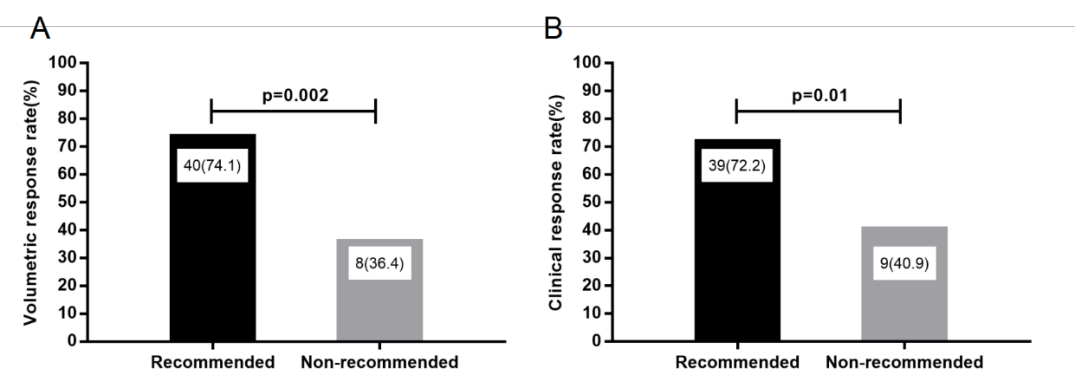 A
Volumetric response rate(%)
100
90
80
70
60
50
40
30
20
10
0
p=0.002
40(74.1)
8(36.4)
Recommended
Non-recommended
B
Clinical response rate(%)
100
90
80
70
60
50
40
30
20
10
0
p=0.01
39(72.2)
9(40.9)
Recommended
Non-recommended